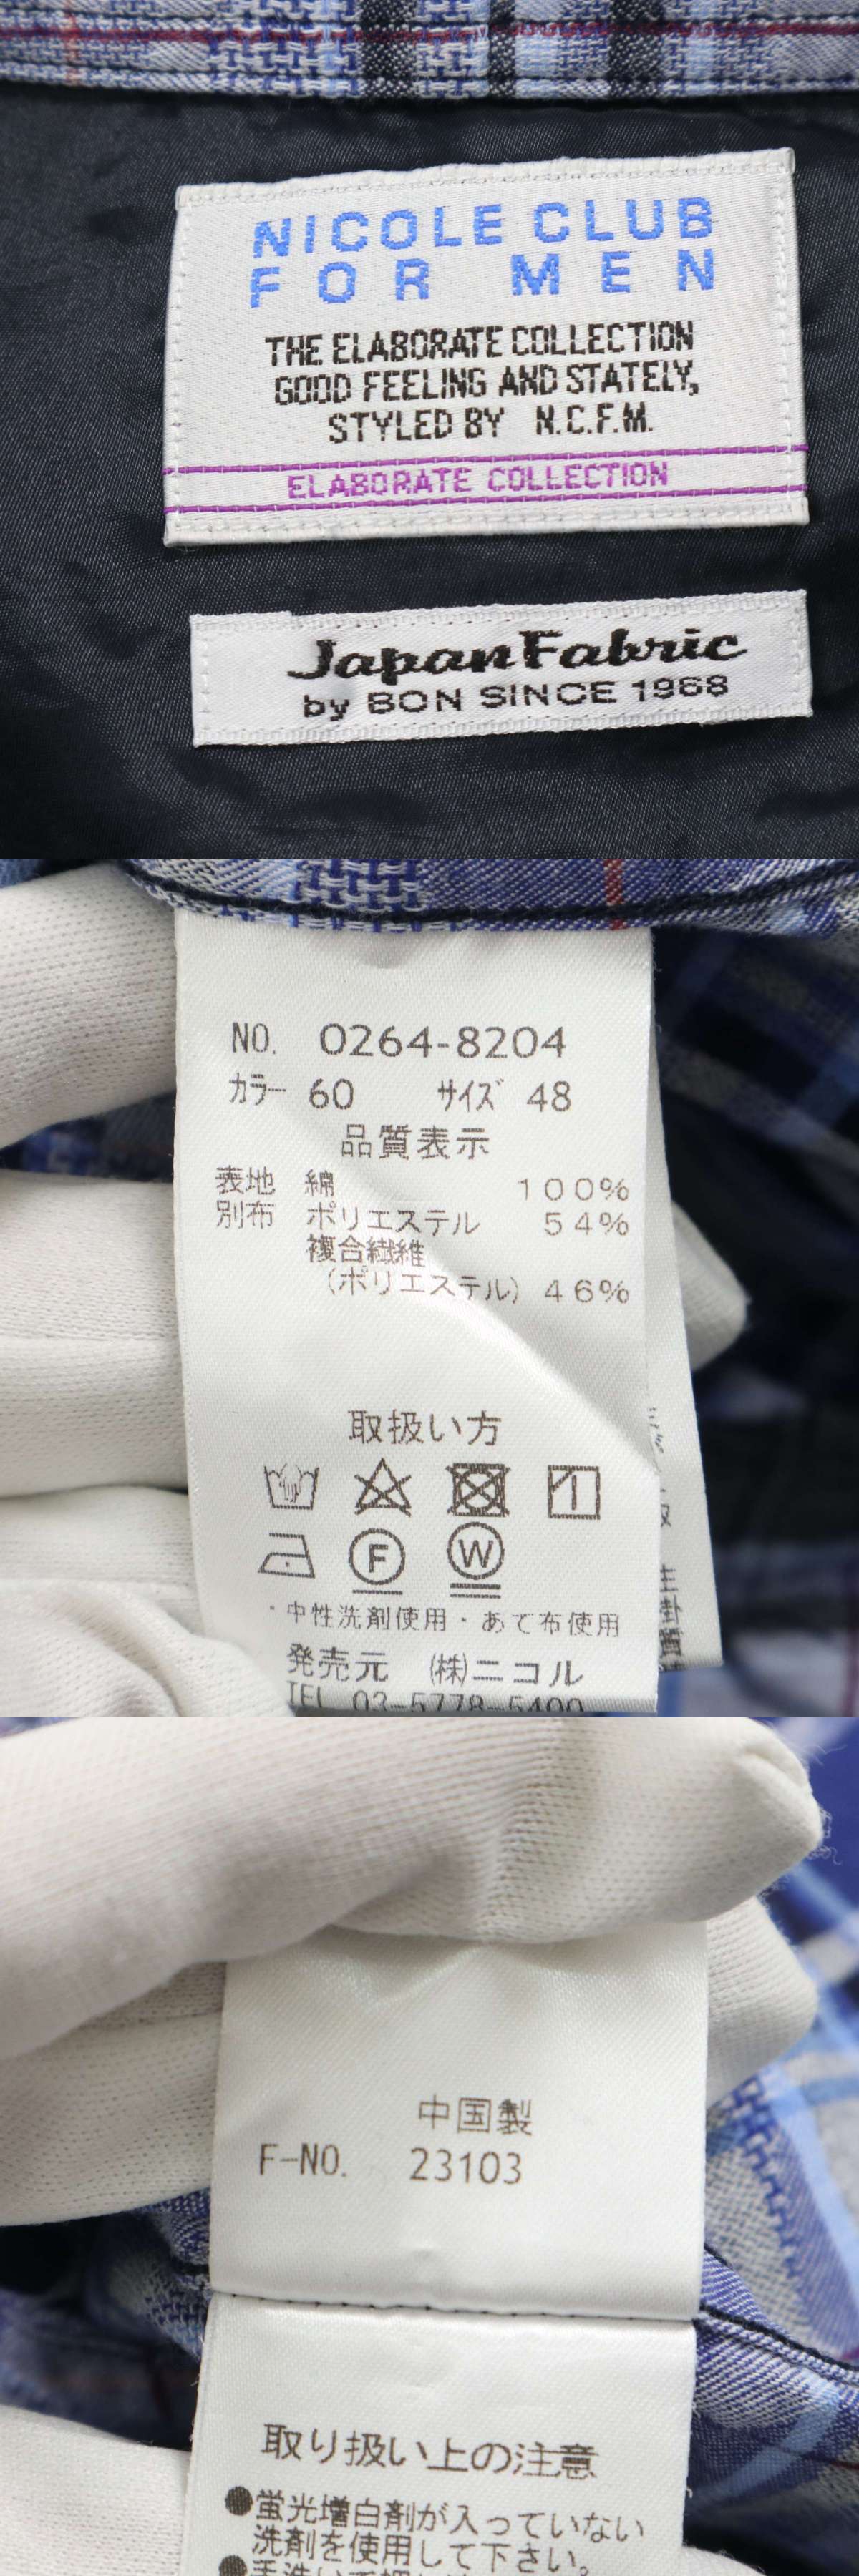 NICOLE CLUB
FOR MEN
THE ELABORATE COLLECTION
GOOD FEELING AND STATELY,
STYLED BY N.C.F.M.
ELABORATE COLLECTION
Japan Fabric
by BON SINCE 1968
NO. 0264-8204
カラー 60 サイズ 48
品質表示
表地 綿 100%
別布 ポリエステル 54%
複合繊維
(ポリエステル) 46%
取扱い方
F W
・中性洗剤使用・あて布使用
発売元 (株)ニコル
TEL 03-5778-5400
中国製
F-NO. 23103
取り扱い上の注意
●蛍光増白剤が入っていない
洗剤を使用して下さい。